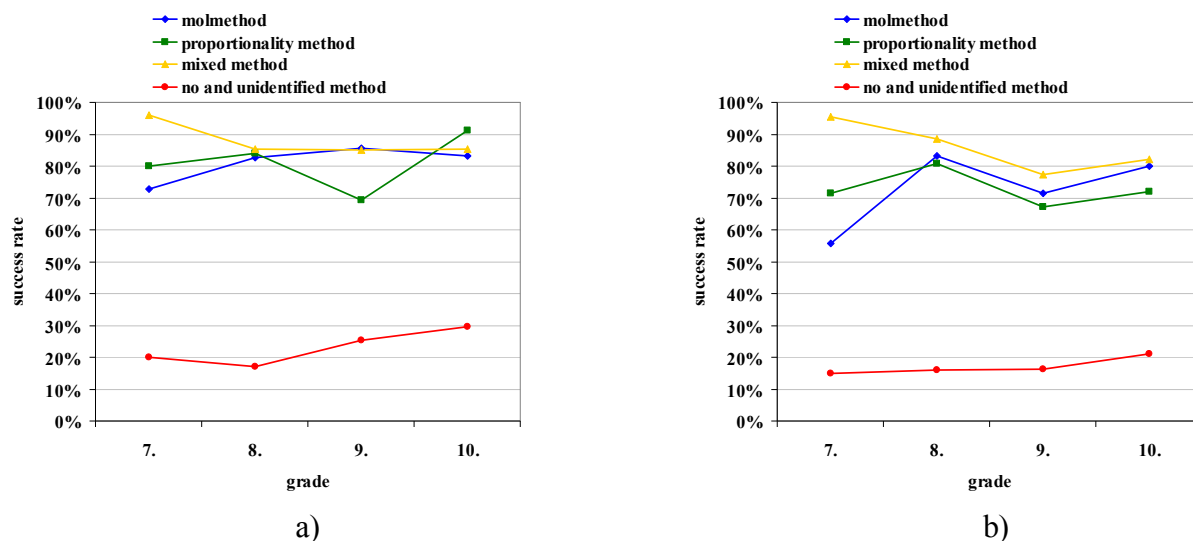 molmethod
proportionality method
mixed method
no and unidentified method
100%
90%
80%
70%
60%
50%
40%
30%
20%
10%
0%
success rate
7. 8. 9. 10.
grade
a)
molmethod
proportionality method
mixed method
no and unidentified method
100%
90%
80%
70%
60%
50%
40%
30%
20%
10%
0%
success rate
7. 8. 9. 10.
grade
b)